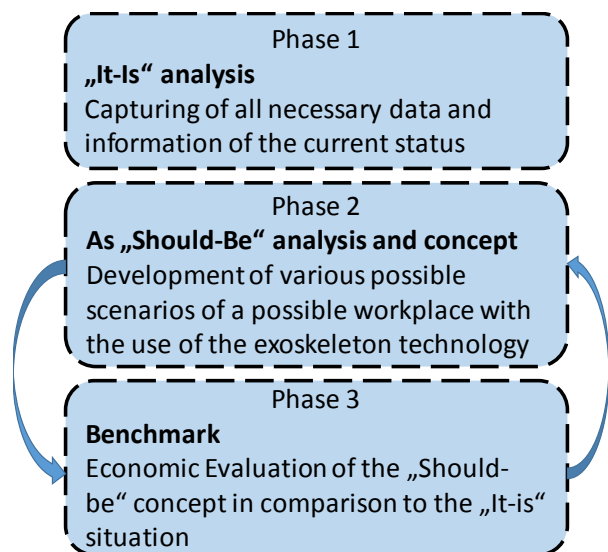 Phase 1
„It-Is“ analysis
Capturing of all necessary data and
information of the current status
Phase 2
As „Should-Be“ analysis and concept
Development of various possible
scenarios of a possible workplace with
the use of the exoskeleton technology
Phase 3
Benchmark
Economic Evaluation of the „Should-
be“ concept in comparison to the „It-is“
situation